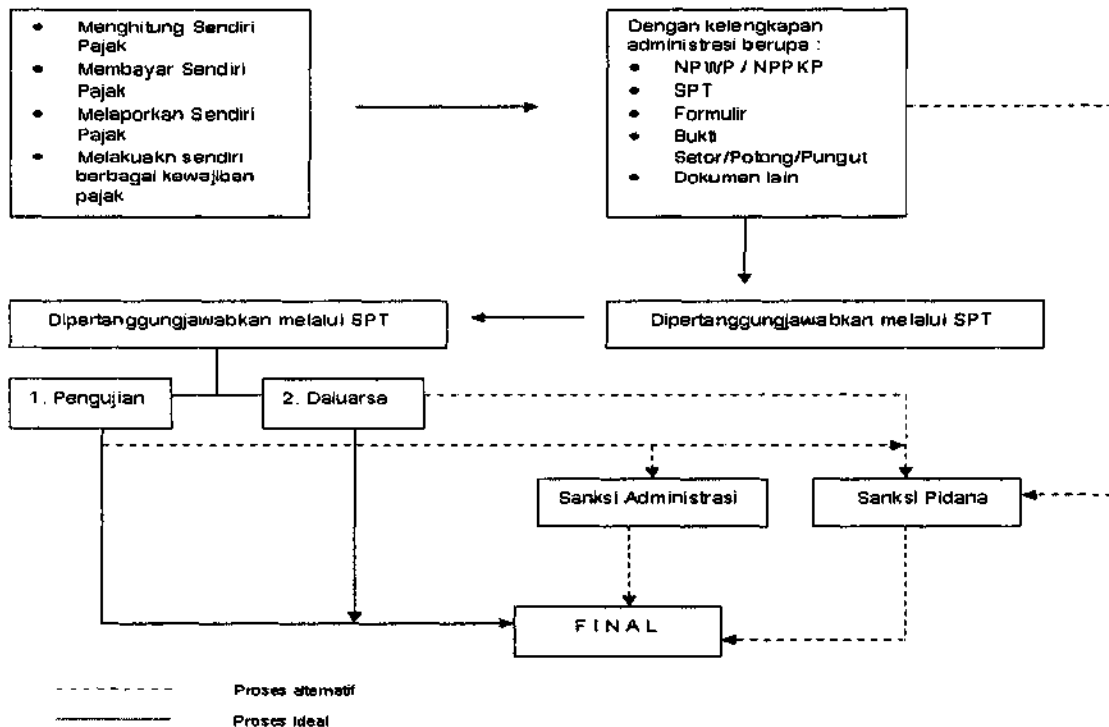 Menghitung Sendiri
Pajak
Membayar Sendiri
Pajak
Melaporkan Sendiri
Pajak
Melakuakn sendiri
berbagai kewajiban
pajak
Dengan kelengkapan
administrasi berupa :
NPWP / NPPKP
SPT
Formulir
Bukti
Setor/Potong/Pungut
Dokumen lain
Dipertanggungjawabkan melalui SPT
Dipertanggungjawabkan melalui SPT
1. Pengujian
2. Daluarsa
Sanksi Administrasi
Sanksi Pidana
FINAL
Proses alternatif
Proses Ideal